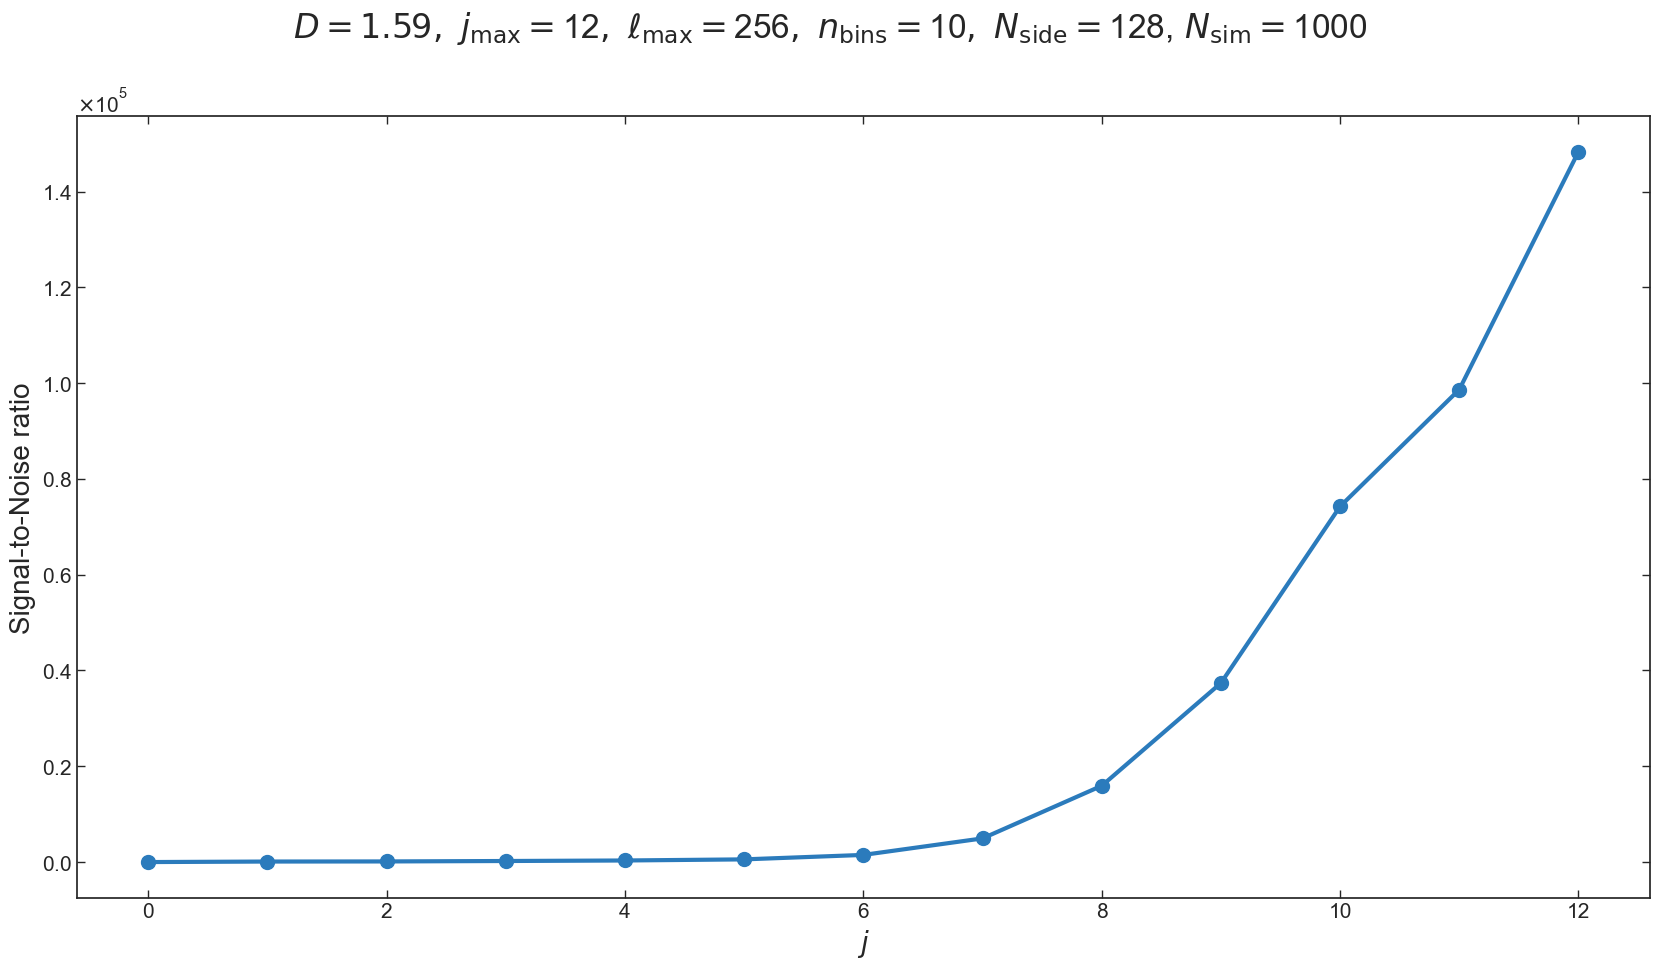 D = 1.59, j_max = 12, ℓ_max = 256, n_bins = 10, N_side = 128, N_sim = 1000
×10^5
1.4
1.2
1.0
0.8
0.6
0.4
0.2
0.0
Signal-to-Noise ratio
0 2 4 6 8 10 12
j